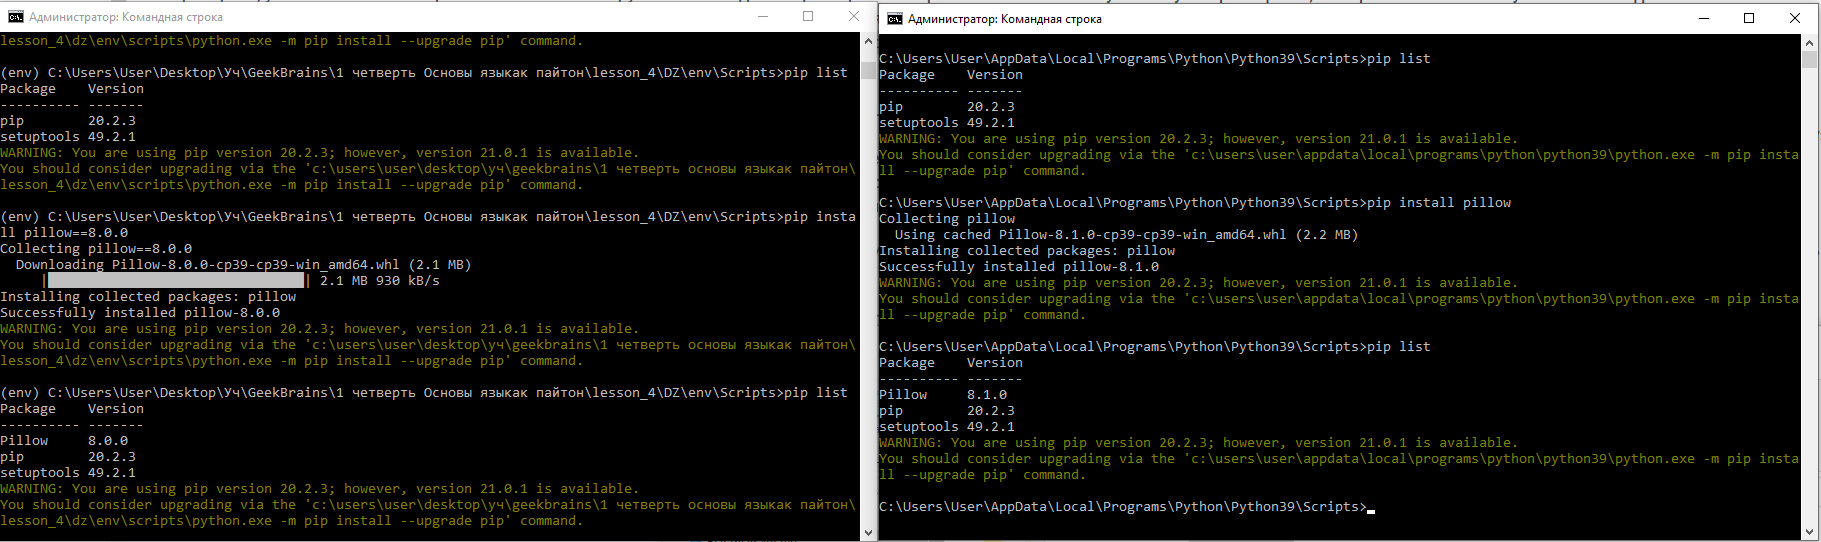 Администратор: Командная строка
lesson_4\dz\env\scripts\python.exe -m pip install --upgrade pip' command.
(env) C:\Users\User\Desktop\Уч\GeekBrains\1 четверть Основы языкак пайтон\lesson_4\DZ\env\Scripts>pip list
Package    Version
---------- -------
pip        20.2.3
setuptools 49.2.1
WARNING: You are using pip version 20.2.3; however, version 21.0.1 is available.
You should consider upgrading via the 'c:\users\user\desktop\уч\geekbrains\1 четверть основы языкак пайтон\
lesson_4\dz\env\scripts\python.exe -m pip install --upgrade pip' command.
(env) C:\Users\User\Desktop\Уч\GeekBrains\1 четверть Основы языкак пайтон\lesson_4\DZ\env\Scripts>pip insta
ll pillow==8.0.0
Collecting pillow==8.0.0
  Downloading Pillow-8.0.0-cp39-cp39-win_amd64.whl (2.1 MB)
     |████████████████████████████████| 2.1 MB 930 kB/s
Installing collected packages: pillow
Successfully installed pillow-8.0.0
WARNING: You are using pip version 20.2.3; however, version 21.0.1 is available.
You should consider upgrading via the 'c:\users\user\desktop\уч\geekbrains\1 четверть основы языкак пайтон\
lesson_4\dz\env\scripts\python.exe -m pip install --upgrade pip' command.
(env) C:\Users\User\Desktop\Уч\GeekBrains\1 четверть Основы языкак пайтон\lesson_4\DZ\env\Scripts>pip list
Package    Version
---------- -------
Pillow     8.0.0
pip        20.2.3
setuptools 49.2.1
WARNING: You are using pip version 20.2.3; however, version 21.0.1 is available.
You should consider upgrading via the 'c:\users\user\desktop\уч\geekbrains\1 четверть основы языкак пайтон\
lesson_4\dz\env\scripts\python.exe -m pip install --upgrade pip' command.
Администратор: Командная строка
C:\Users\User\AppData\Local\Programs\Python\Python39\Scripts>pip list
Package    Version
---------- -------
pip        20.2.3
setuptools 49.2.1
WARNING: You are using pip version 20.2.3; however, version 21.0.1 is available.
You should consider upgrading via the 'c:\users\user\appdata\local\programs\python\python39\python.exe -m pip insta
ll --upgrade pip' command.
C:\Users\User\AppData\Local\Programs\Python\Python39\Scripts>pip install pillow
Collecting pillow
  Using cached Pillow-8.1.0-cp39-cp39-win_amd64.whl (2.2 MB)
Installing collected packages: pillow
Successfully installed pillow-8.1.0
WARNING: You are using pip version 20.2.3; however, version 21.0.1 is available.
You should consider upgrading via the 'c:\users\user\appdata\local\programs\python\python39\python.exe -m pip insta
ll --upgrade pip' command.
C:\Users\User\AppData\Local\Programs\Python\Python39\Scripts>pip list
Package    Version
---------- -------
Pillow     8.1.0
pip        20.2.3
setuptools 49.2.1
WARNING: You are using pip version 20.2.3; however, version 21.0.1 is available.
You should consider upgrading via the 'c:\users\user\appdata\local\programs\python\python39\python.exe -m pip insta
ll --upgrade pip' command.
C:\Users\User\AppData\Local\Programs\Python\Python39\Scripts>